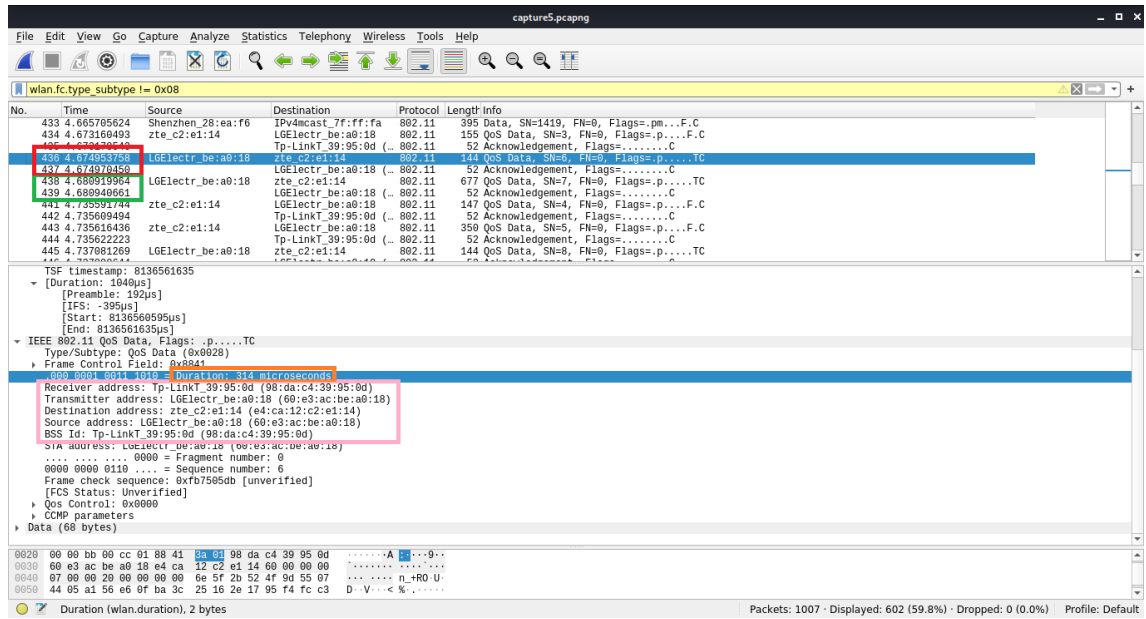 capture5.pcapng
File Edit View Go Capture Analyze Statistics Telephony Wireless Tools Help
wlan.fc.type_subtype != 0x08
No. Time Source Destination Protocol Length Info
433 4.665705624 Shenzhen_28:ea:f6 IPv4mcast_7f:ff:fa 802.11 395 Data, SN=1419, FN=0, Flags=.pm...F.C
434 4.673160493 zte_c2:e1:14 LGElectr_be:a0:18 802.11 155 QoS Data, SN=3, FN=0, Flags=.p....F.C
Tp-LinkT_39:95:0d (… 802.11 52 Acknowledgement, Flags=........C
436 4.674953758 LGElectr_be:a0:18 zte_c2:e1:14 802.11 144 QoS Data, SN=6, FN=0, Flags=.p.....TC
437 4.674970450 LGElectr_be:a0:18 (… 802.11 52 Acknowledgement, Flags=........C
438 4.680919964 LGElectr_be:a0:18 zte_c2:e1:14 802.11 677 QoS Data, SN=7, FN=0, Flags=.p.....TC
439 4.680940661 LGElectr_be:a0:18 (… 802.11 52 Acknowledgement, Flags=........C
441 4.735591744 zte_c2:e1:14 LGElectr_be:a0:18 802.11 147 QoS Data, SN=4, FN=0, Flags=.p....F.C
442 4.735609494 Tp-LinkT_39:95:0d (… 802.11 52 Acknowledgement, Flags=........C
443 4.735616436 zte_c2:e1:14 LGElectr_be:a0:18 802.11 350 QoS Data, SN=5, FN=0, Flags=.p....F.C
444 4.735622223 Tp-LinkT_39:95:0d (… 802.11 52 Acknowledgement, Flags=........C
445 4.737081269 LGElectr_be:a0:18 zte_c2:e1:14 802.11 144 QoS Data, SN=8, FN=0, Flags=.p.....TC
TSF timestamp: 8136561635
[Duration: 1040µs]
[Preamble: 192µs]
[IFS: -395µs]
[Start: 8136560595µs]
[End: 8136561635µs]
IEEE 802.11 QoS Data, Flags: .p.....TC
Type/Subtype: QoS Data (0x0028)
Frame Control Field: 0x8841
.000 0001 0011 1010 = Duration: 314 microseconds
Receiver address: Tp-LinkT_39:95:0d (98:da:c4:39:95:0d)
Transmitter address: LGElectr_be:a0:18 (60:e3:ac:be:a0:18)
Destination address: zte_c2:e1:14 (e4:ca:12:c2:e1:14)
Source address: LGElectr_be:a0:18 (60:e3:ac:be:a0:18)
BSS Id: Tp-LinkT_39:95:0d (98:da:c4:39:95:0d)
STA address: LGElectr_be:a0:18 (60:e3:ac:be:a0:18)
.... .... .... 0000 = Fragment number: 0
0000 0000 0110 .... = Sequence number: 6
Frame check sequence: 0xfb7505db [unverified]
[FCS Status: Unverified]
Qos Control: 0x0000
CCMP parameters
Data (68 bytes)
0020 00 00 bb 00 cc 01 88 41 3a 01 98 da c4 39 95 0d ·······A :····9··
0030 60 e3 ac be a0 18 e4 ca 12 c2 e1 14 60 00 00 00 `······· ····`···
0040 07 00 00 20 00 00 00 00 6e 5f 2b 52 4f 9d 55 07 ··· ···· n_+RO·U·
0050 44 05 a1 56 e6 0f ba 3c 25 16 2e 17 95 f4 fc c3 D··V···< %·.·····
Duration (wlan.duration), 2 bytes Packets: 1007 · Displayed: 602 (59.8%) · Dropped: 0 (0.0%) Profile: Default